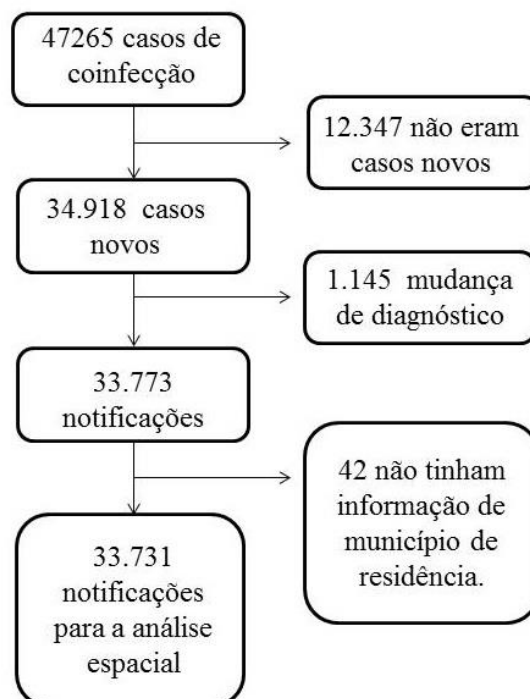 47265 casos de
coinfecção
12.347 não eram
casos novos
34.918 casos
novos
1.145 mudança
de diagnóstico
33.773
notificações
42 não tinham
informação de
município de
residência.
33.731
notificações
para a análise
espacial